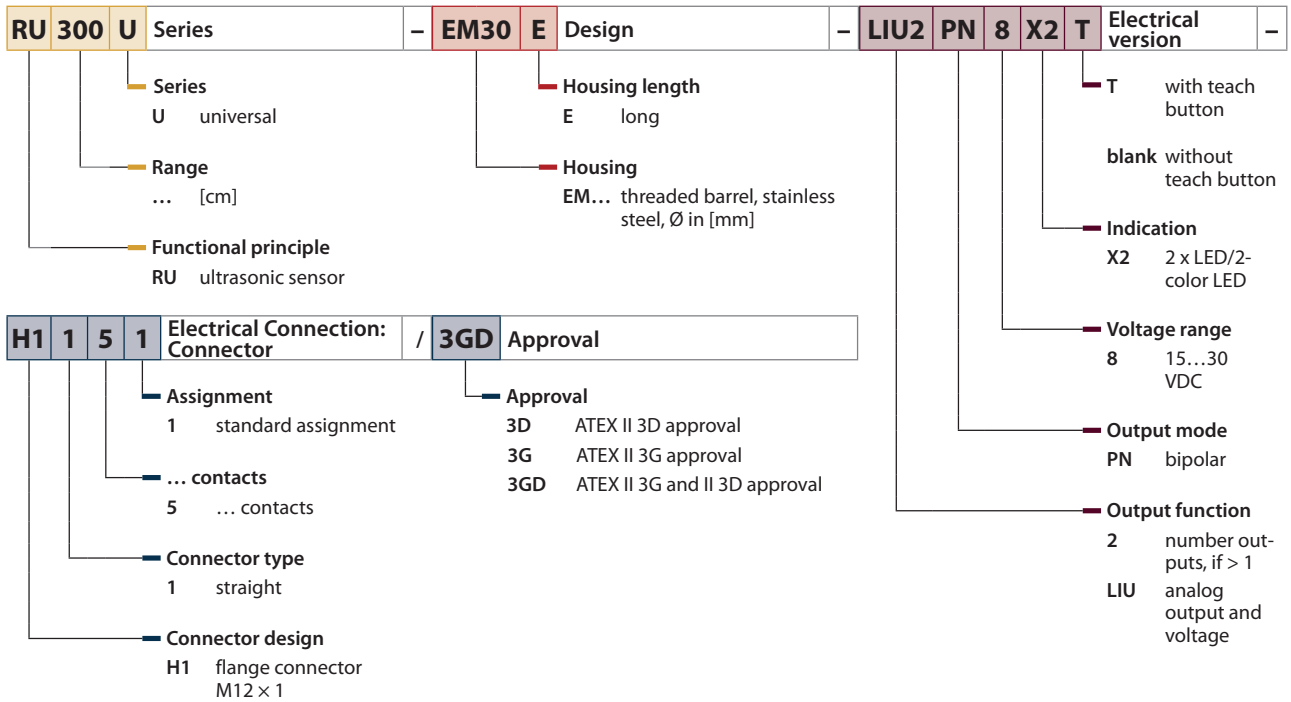 RU 300 U Series – EM30 E Design – LIU2 PN 8 X2 T Electrical version –
Series
U universal
Range
… [cm]
Functional principle
RU ultrasonic sensor
Housing length
E long
Housing
EM… threaded barrel, stainless
steel, Ø in [mm]
T with teach
button
blank without
teach button
Indication
X2 2 x LED/2-
color LED
Voltage range
8 15…30
VDC
Output mode
PN bipolar
Output function
2 number out-
puts, if > 1
LIU analog
output and
voltage
H1 1 5 1 Electrical Connection: Connector / 3GD Approval
Assignment
1 standard assignment
… contacts
5 … contacts
Connector type
1 straight
Connector design
H1 flange connector
M12 × 1
Approval
3D ATEX II 3D approval
3G ATEX II 3G approval
3GD ATEX II 3G and II 3D approval